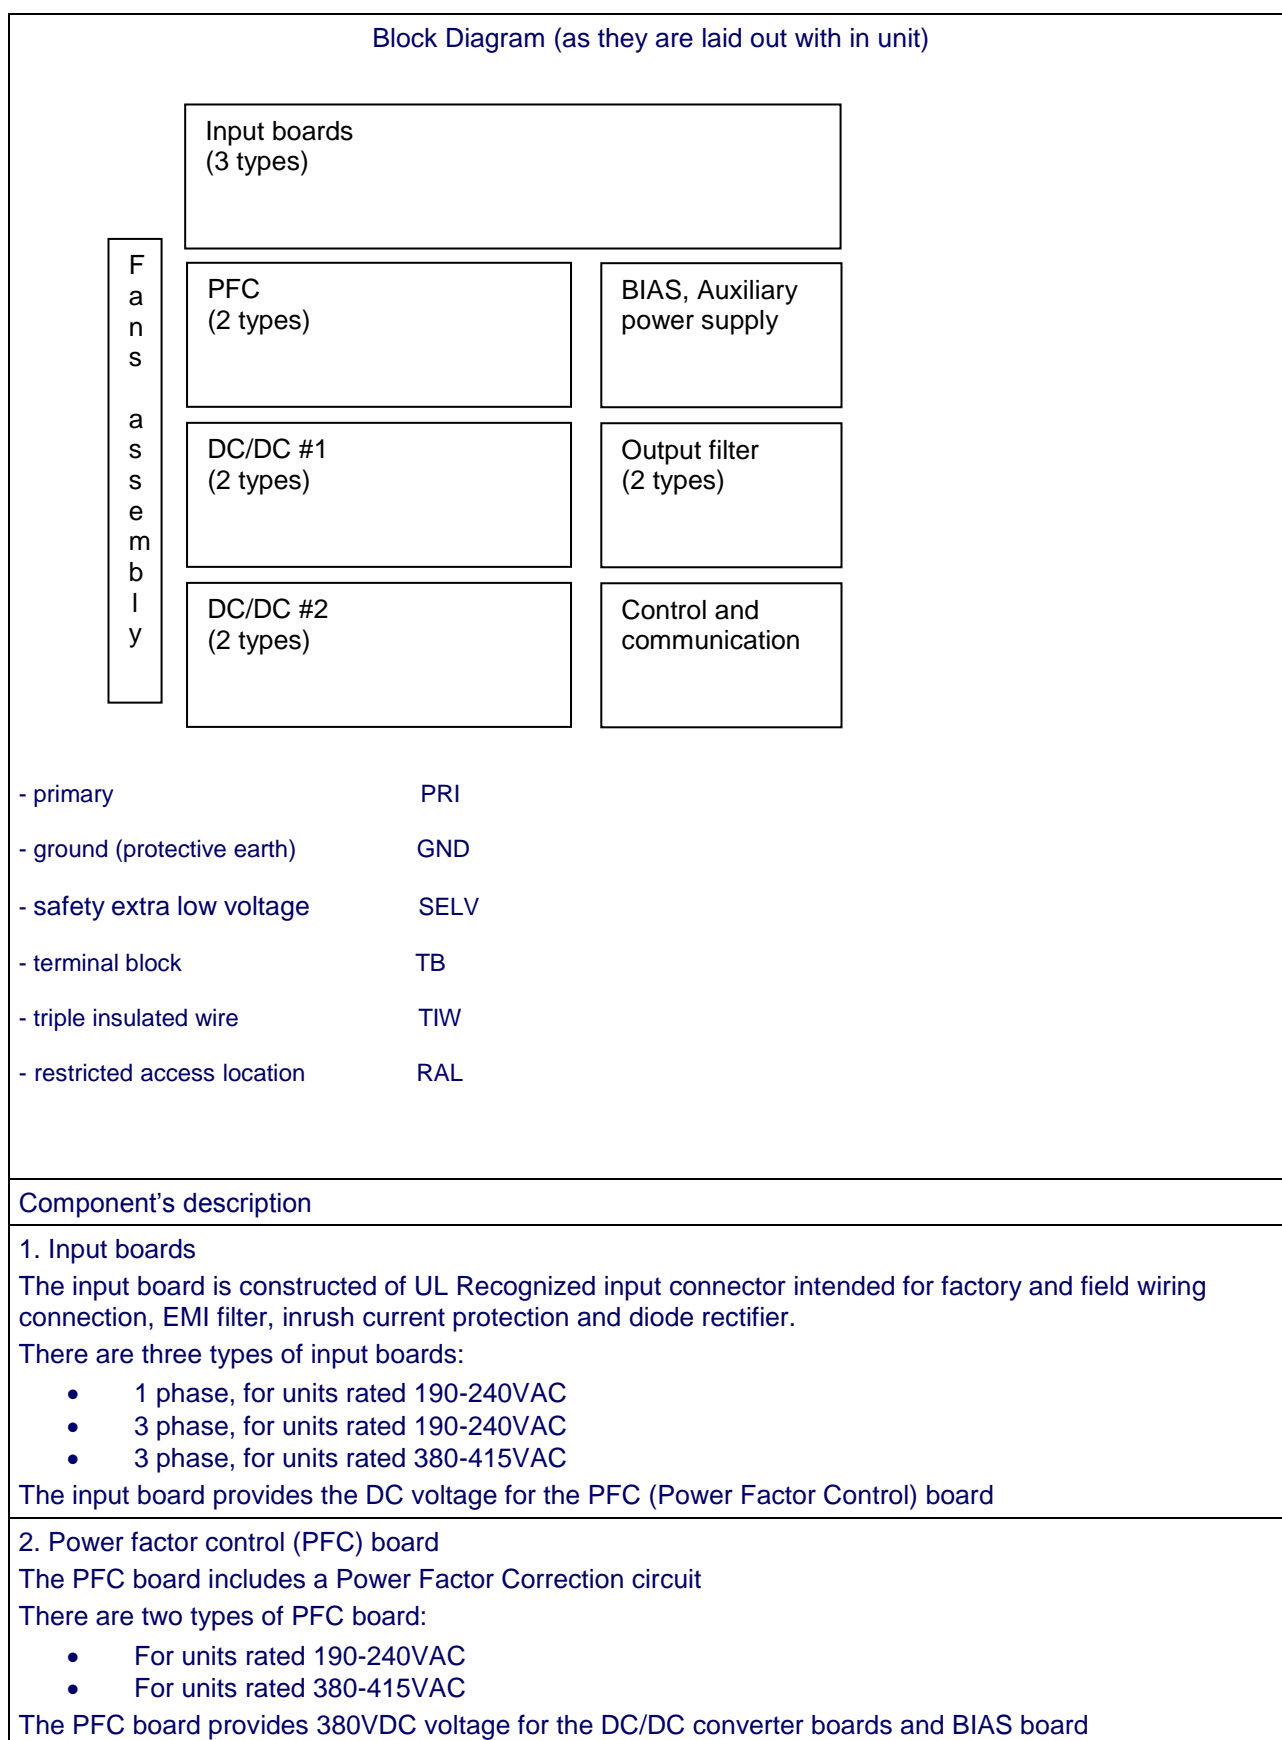 Block Diagram (as they are laid out with in unit)
Input boards
(3 types)
Fans assembly
PFC
(2 types)
BIAS, Auxiliary
power supply
DC/DC #1
(2 types)
Output filter
(2 types)
DC/DC #2
(2 types)
Control and
communication
- primary PRI
- ground (protective earth) GND
- safety extra low voltage SELV
- terminal block TB
- triple insulated wire TIW
- restricted access location RAL
Component’s description
1. Input boards
The input board is constructed of UL Recognized input connector intended for factory and field wiring
connection, EMI filter, inrush current protection and diode rectifier.
There are three types of input boards:
• 1 phase, for units rated 190-240VAC
• 3 phase, for units rated 190-240VAC
• 3 phase, for units rated 380-415VAC
The input board provides the DC voltage for the PFC (Power Factor Control) board
2. Power factor control (PFC) board
The PFC board includes a Power Factor Correction circuit
There are two types of PFC board:
• For units rated 190-240VAC
• For units rated 380-415VAC
The PFC board provides 380VDC voltage for the DC/DC converter boards and BIAS board